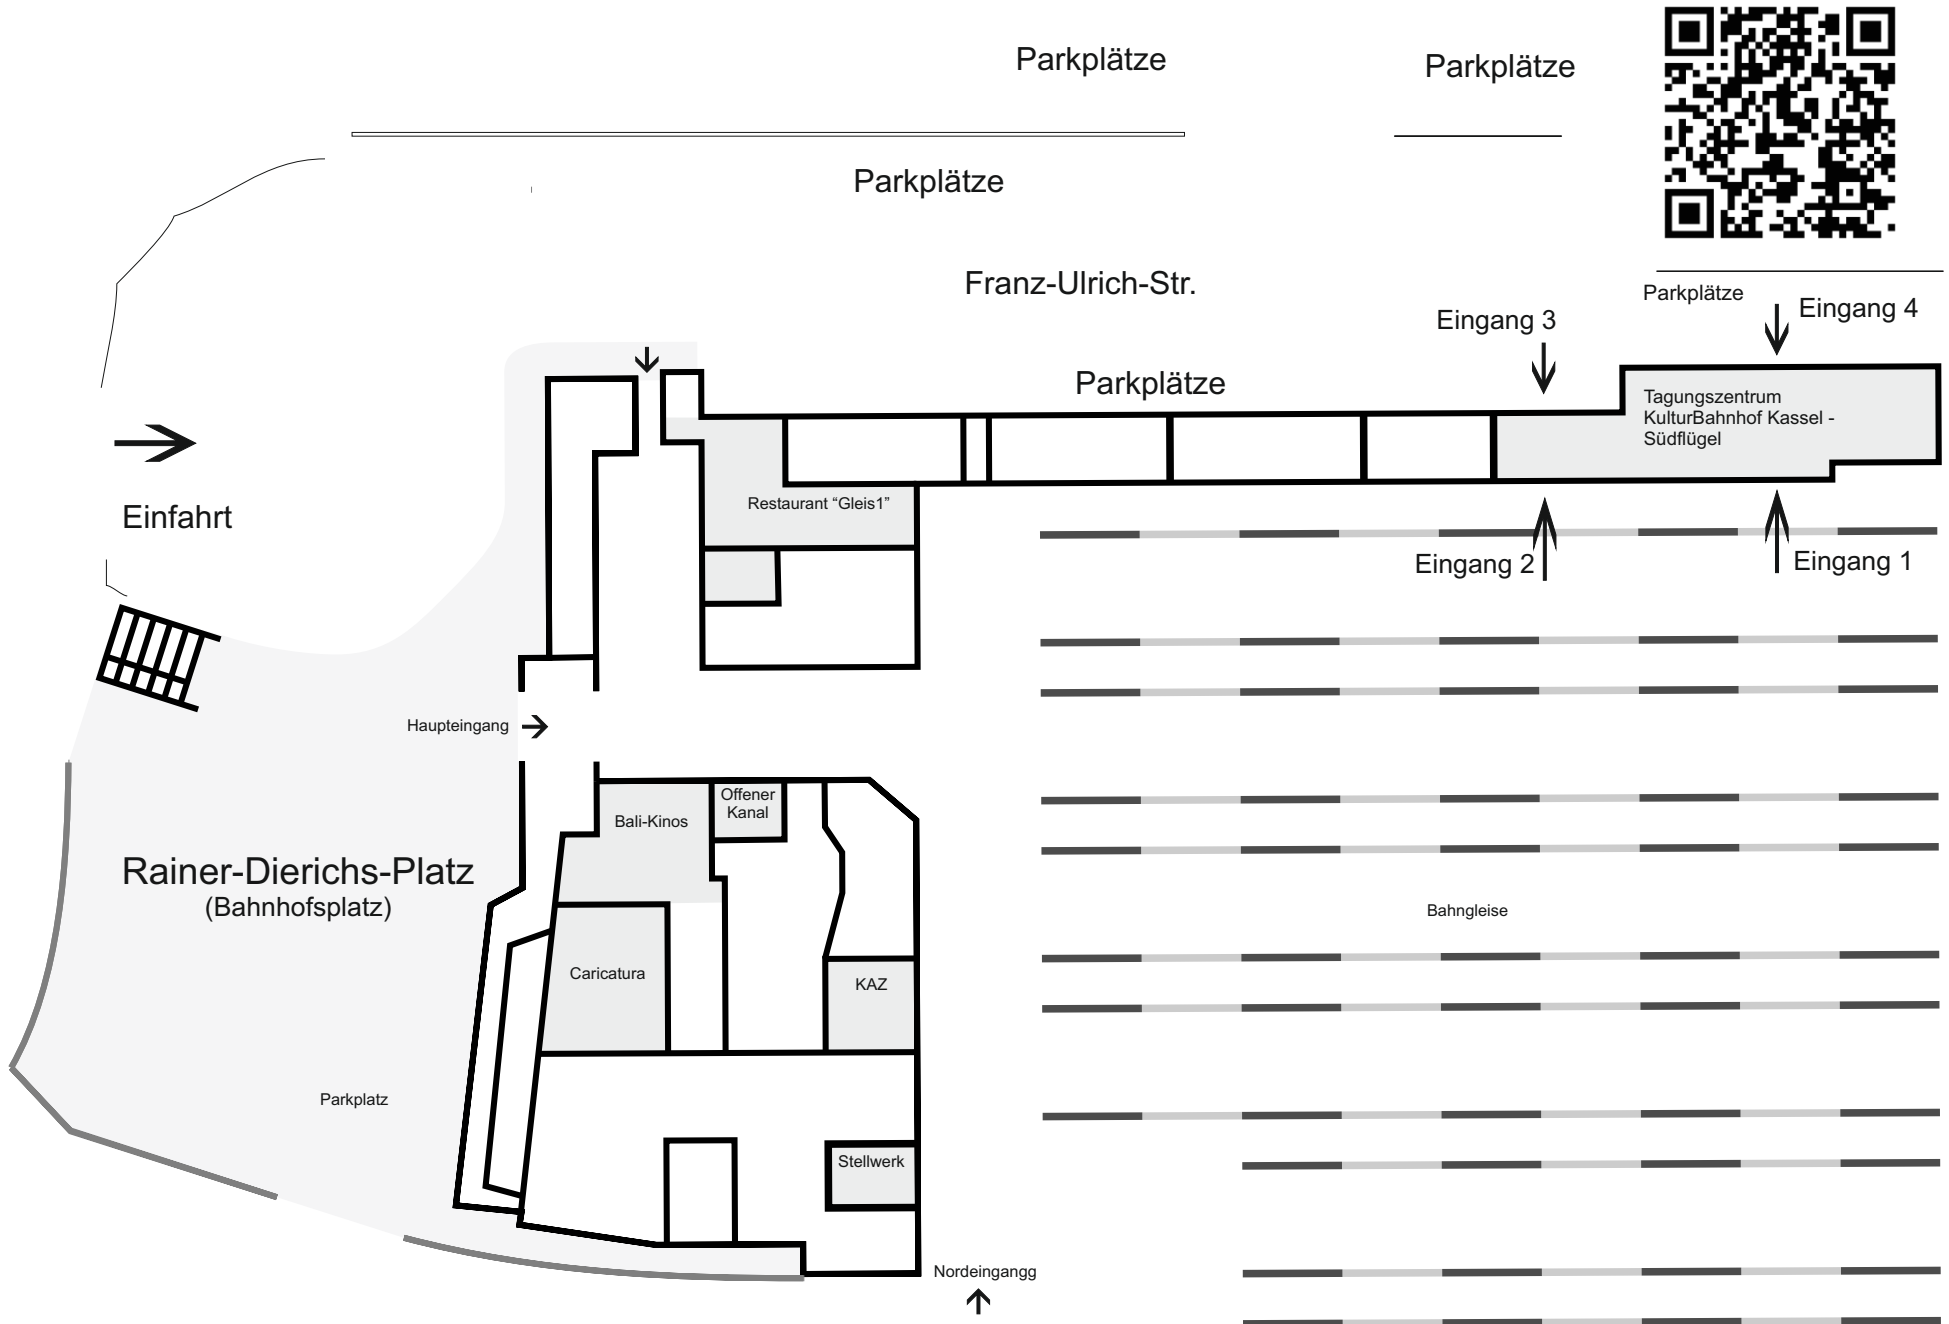 Parkplätze
Parkplätze
Parkplätze
Franz-Ulrich-Str.
Parkplätze
Eingang 4
Eingang 3
Parkplätze
Tagungszentrum
KulturBahnhof Kassel -
Südflügel
Restaurant “Gleis1”
Einfahrt
Eingang 2
Eingang 1
Haupteingang
Offener
Kanal
Bali-Kinos
Rainer-Dierichs-Platz
(Bahnhofsplatz)
Bahngleise
Caricatura
KAZ
Parkplatz
Stellwerk
Nordeingangg